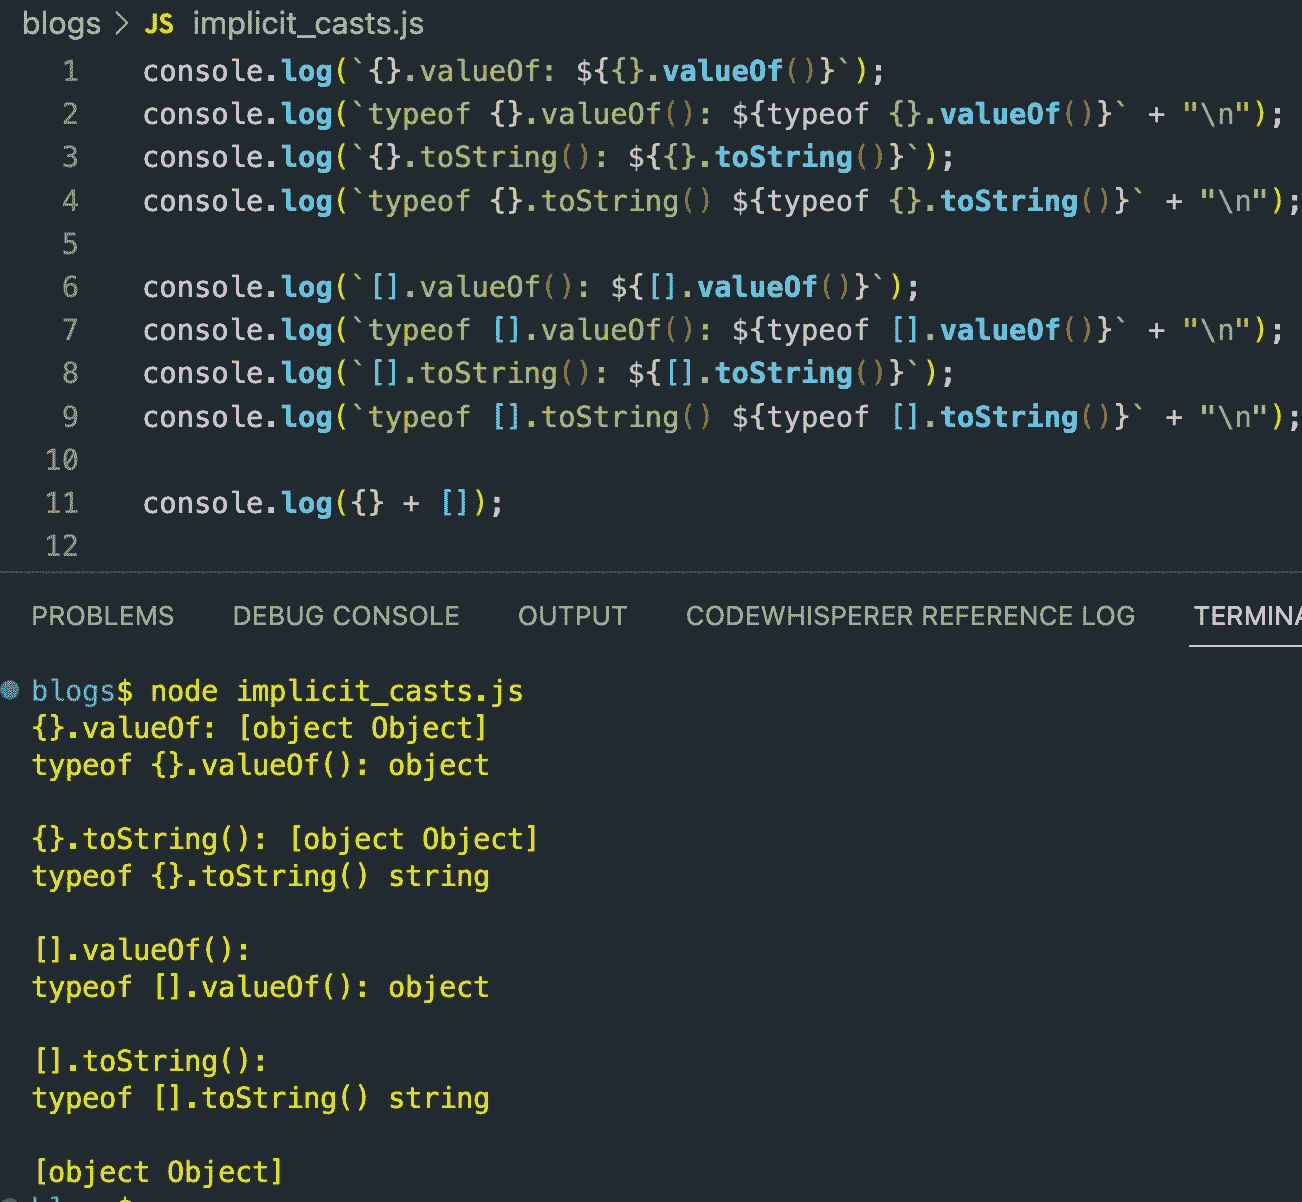 blogs > JS implicit_casts.js
1 console.log(`{}.valueOf: ${{}.valueOf()}`);
2 console.log(`typeof {}.valueOf(): ${typeof {}.valueOf()}` + "\n");
3 console.log(`{}.toString(): ${{}.toString()}`);
4 console.log(`typeof {}.toString() ${typeof {}.toString()}` + "\n");
5
6 console.log(`[].valueOf(): ${[].valueOf()}`);
7 console.log(`typeof [].valueOf(): ${typeof [].valueOf()}` + "\n");
8 console.log(`[].toString(): ${[].toString()}`);
9 console.log(`typeof [].toString() ${typeof [].toString()}` + "\n");
10
11 console.log({} + []);
12
PROBLEMS DEBUG CONSOLE OUTPUT CODEWHISPERER REFERENCE LOG TERMINA
blogs$ node implicit_casts.js
{}.valueOf: [object Object]
typeof {}.valueOf(): object
{}.toString(): [object Object]
typeof {}.toString() string
[].valueOf():
typeof [].valueOf(): object
[].toString():
typeof [].toString() string
[object Object]